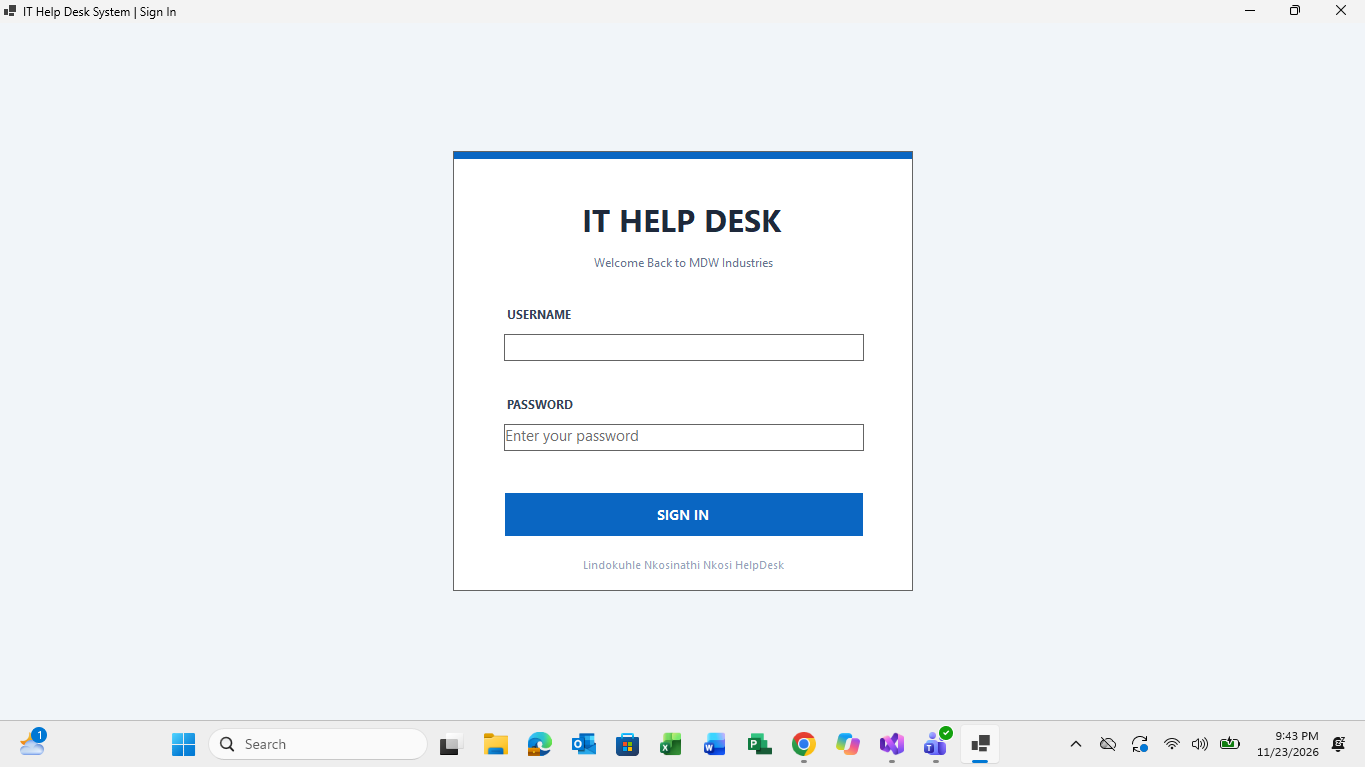 IT Help Desk System | Sign In
IT HELP DESK
Welcome Back to MDW Industries
USERNAME
PASSWORD
Enter your password
SIGN IN
Lindokuhle Nkosinathi Nkosi HelpDesk
1
Search
9:43 PM
11/23/2026